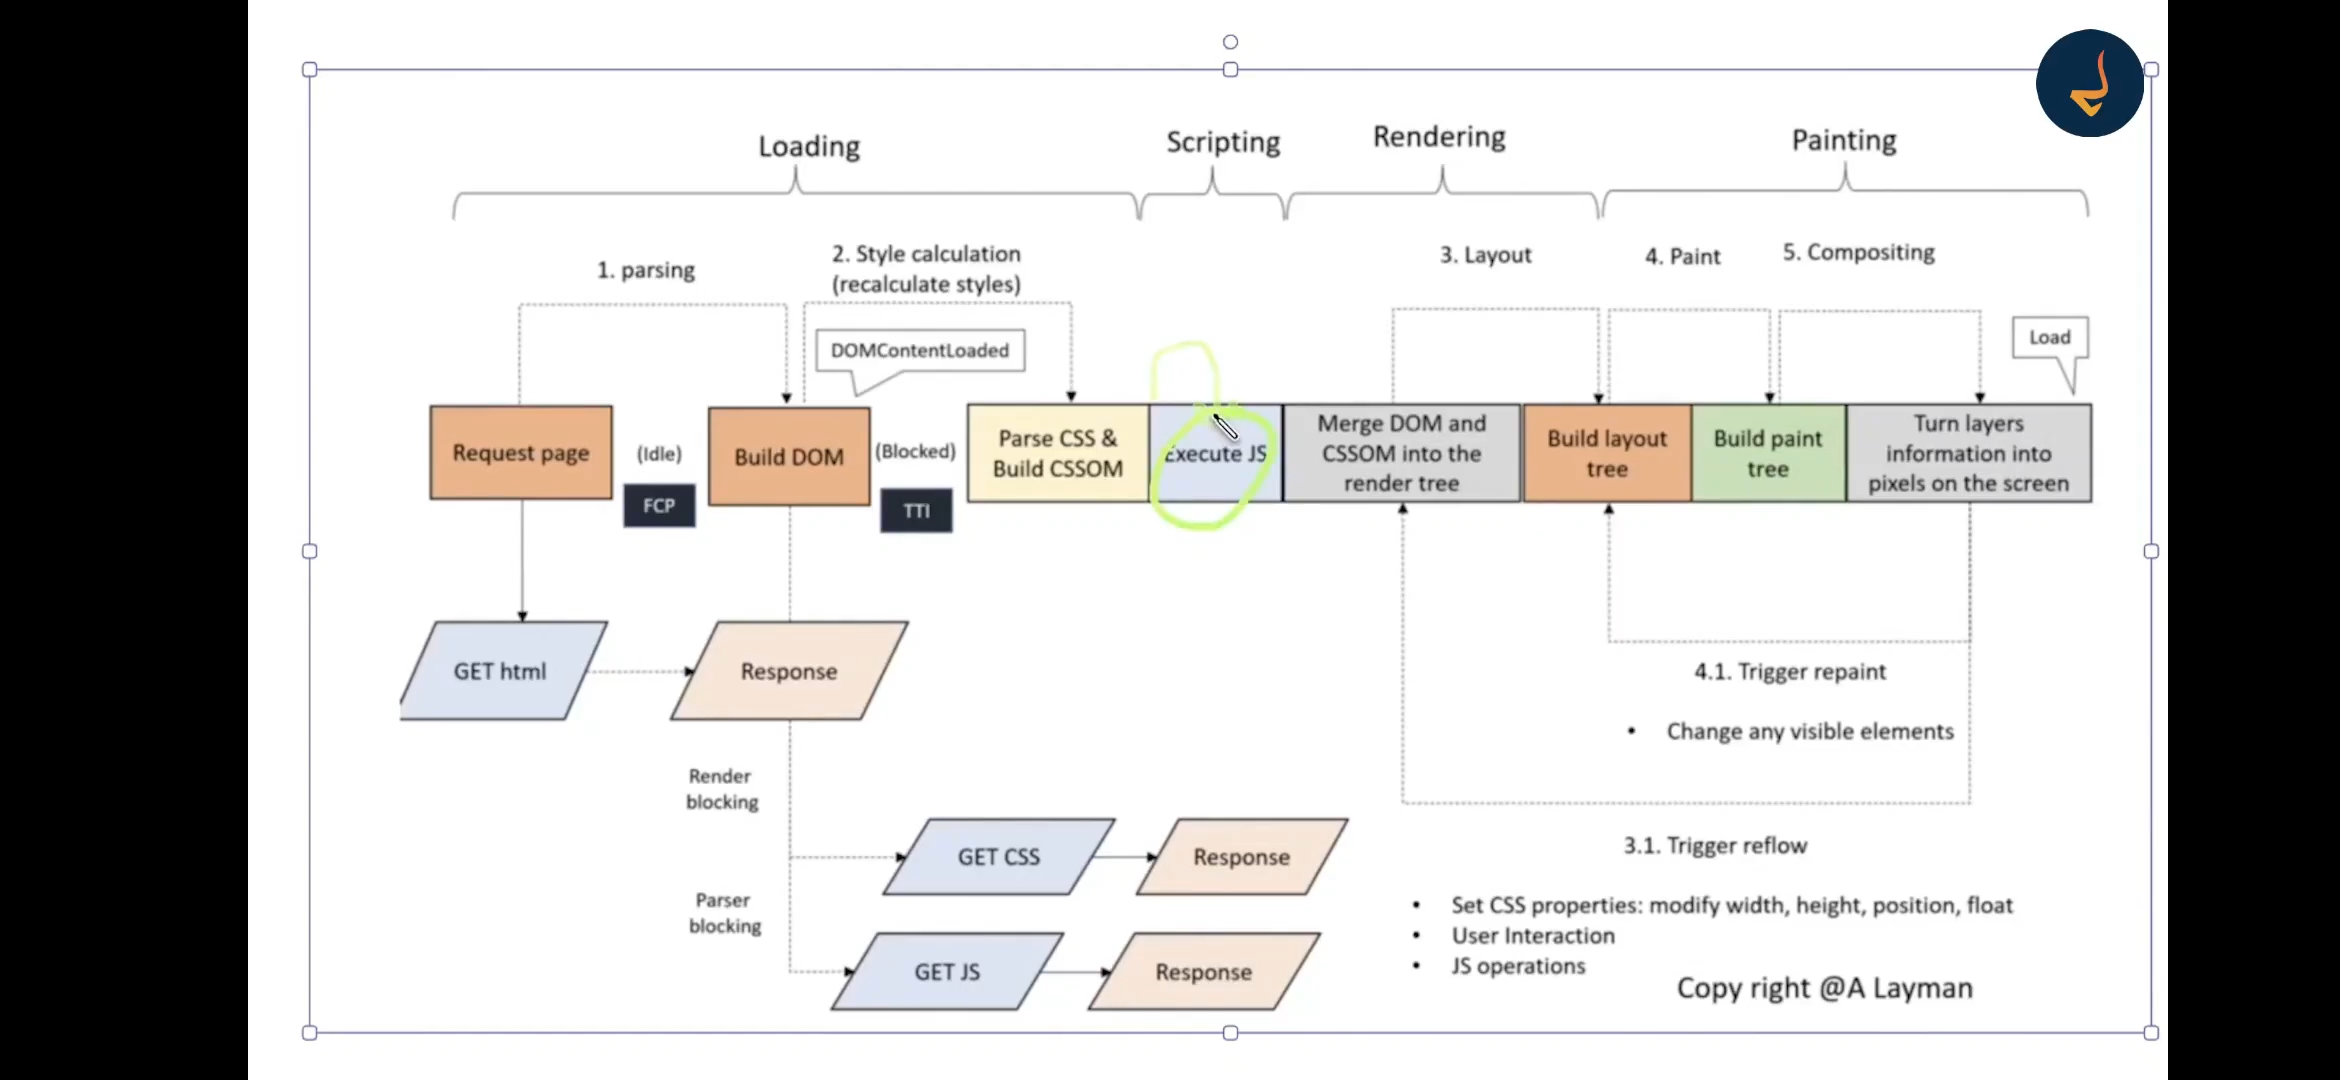 Loading
Scripting
Rendering
Painting
1. parsing
2. Style calculation
(recalculate styles)
3. Layout
4. Paint
5. Compositing
DOMContentLoaded
Load
Request page
(Idle)
FCP
Build DOM
(Blocked)
TTI
Parse CSS &
Build CSSOM
Execute JS
Merge DOM and
CSSOM into the
render tree
Build layout
tree
Build paint
tree
Turn layers
information into
pixels on the screen
GET html
Response
4.1. Trigger repaint
• Change any visible elements
Render
blocking
GET CSS
Response
Parser
blocking
GET JS
Response
3.1. Trigger reflow
• Set CSS properties: modify width, height, position, float
• User Interaction
• JS operations
Copy right @A Layman